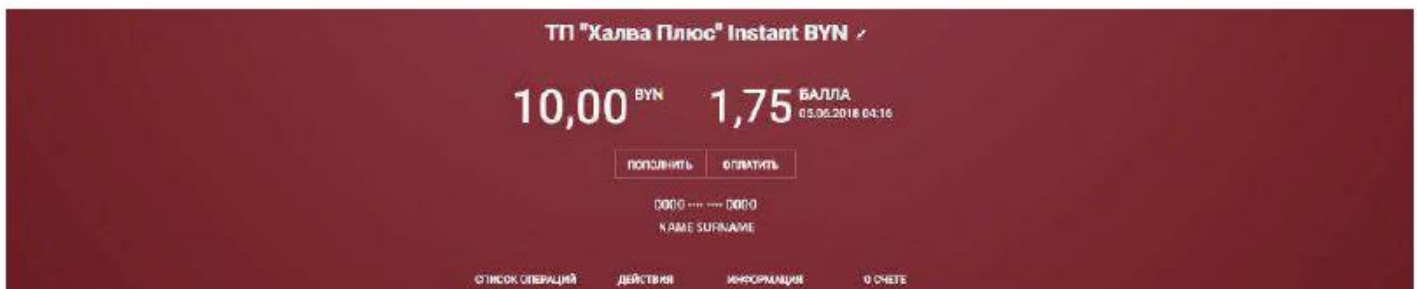 ТП "Халва Плюс" Instant BYN
10,00 BYN 1,75 БАЛЛА
05.06.2018 04:16
ПОПОЛНИТЬ ОПЛАТИТЬ
0000 •••• •••• 0000
NAME SURNAME
СПИСОК ОПЕРАЦИЙ ДЕЙСТВИЯ ИНФОРМАЦИЯ О СЧЕТЕ